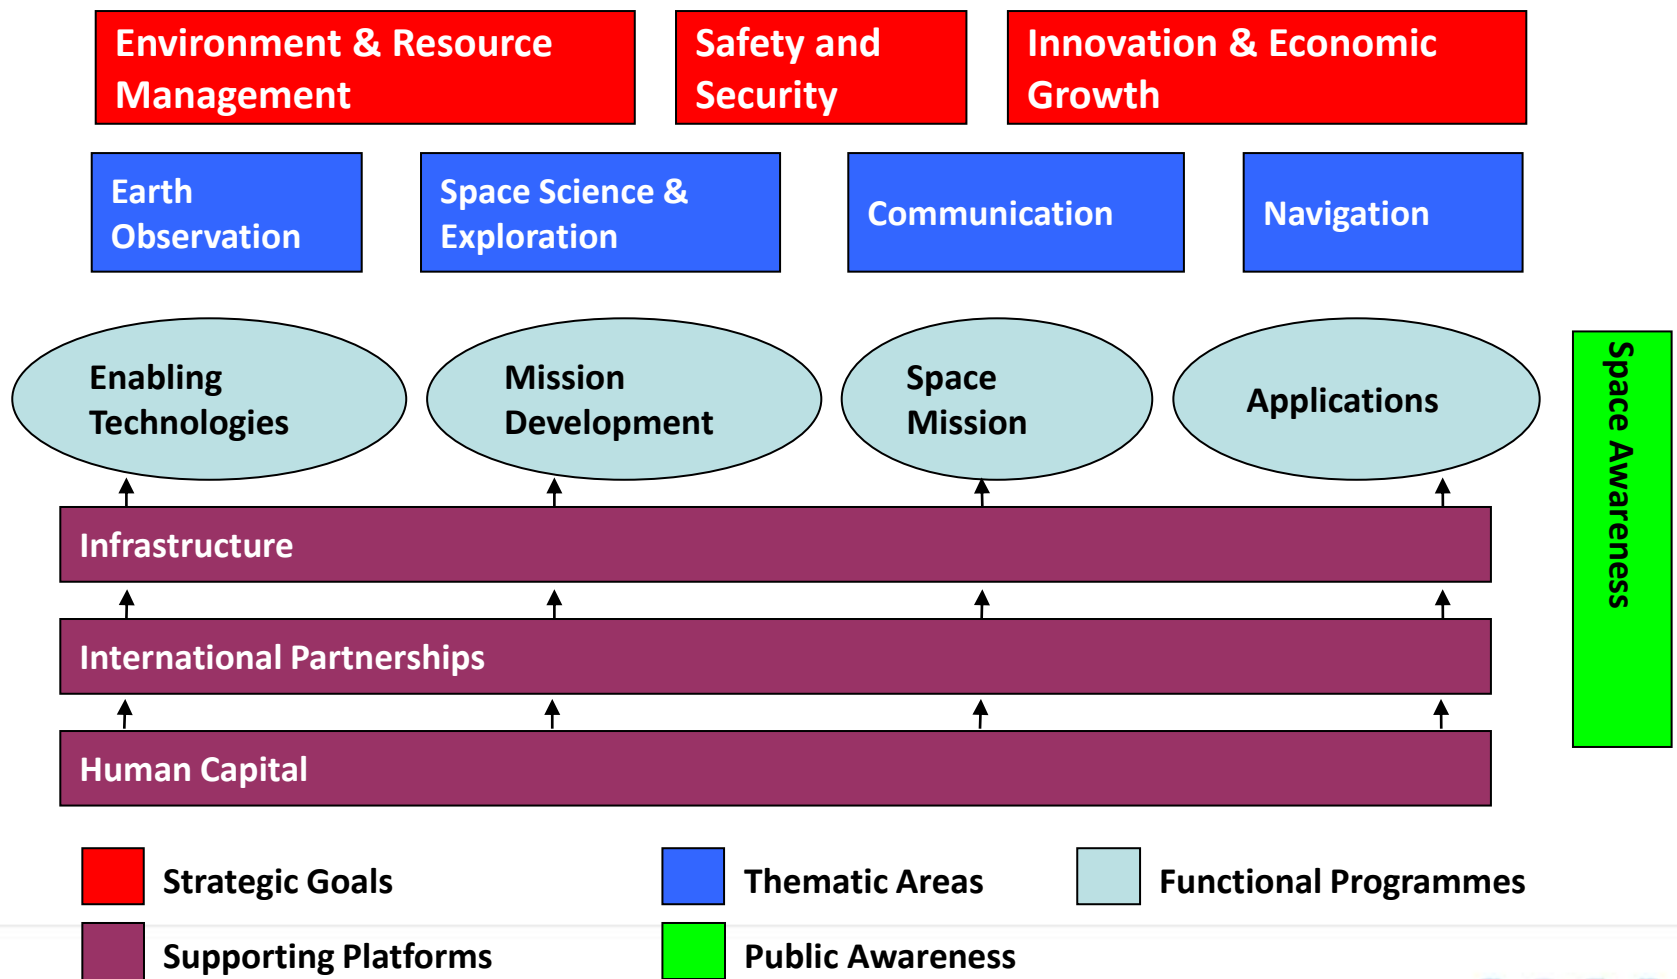 Environment & Resource
Management
Safety and
Security
Innovation & Economic
Growth
Earth
Observation
Space Science &
Exploration
Communication
Navigation
Enabling
Technologies
Mission
Development
Space
Mission
Applications
Space Awareness
Infrastructure
International Partnerships
Human Capital
Strategic Goals
Thematic Areas
Functional Programmes
Supporting Platforms
Public Awareness